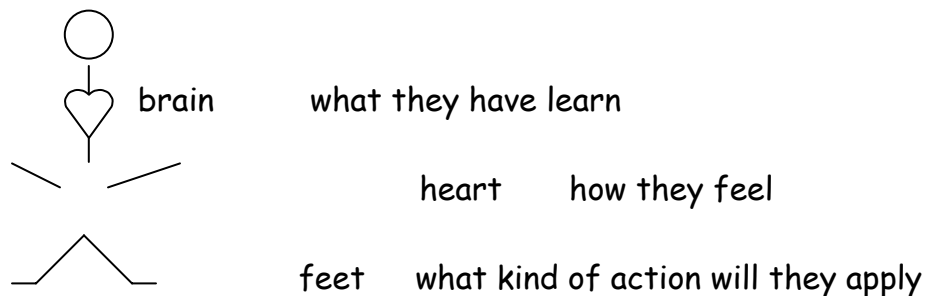 brain what they have learn
heart how they feel
feet what kind of action will they apply